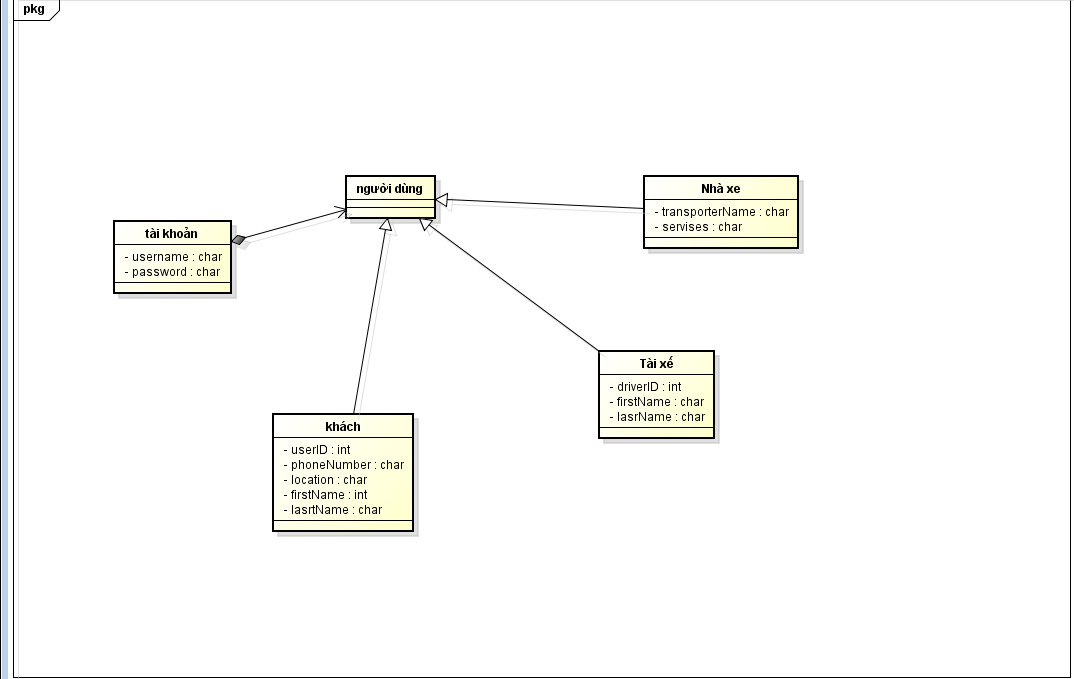 pkg
người dùng
Nhà xe
- transporterName : char
- servises : char
tài khoản
- username : char
- password : char
Tài xế
- driverID : int
- firstName : char
- lasrName : char
khách
- userID : int
- phoneNumber : char
- location : char
- firstName : int
- lasrtName : char